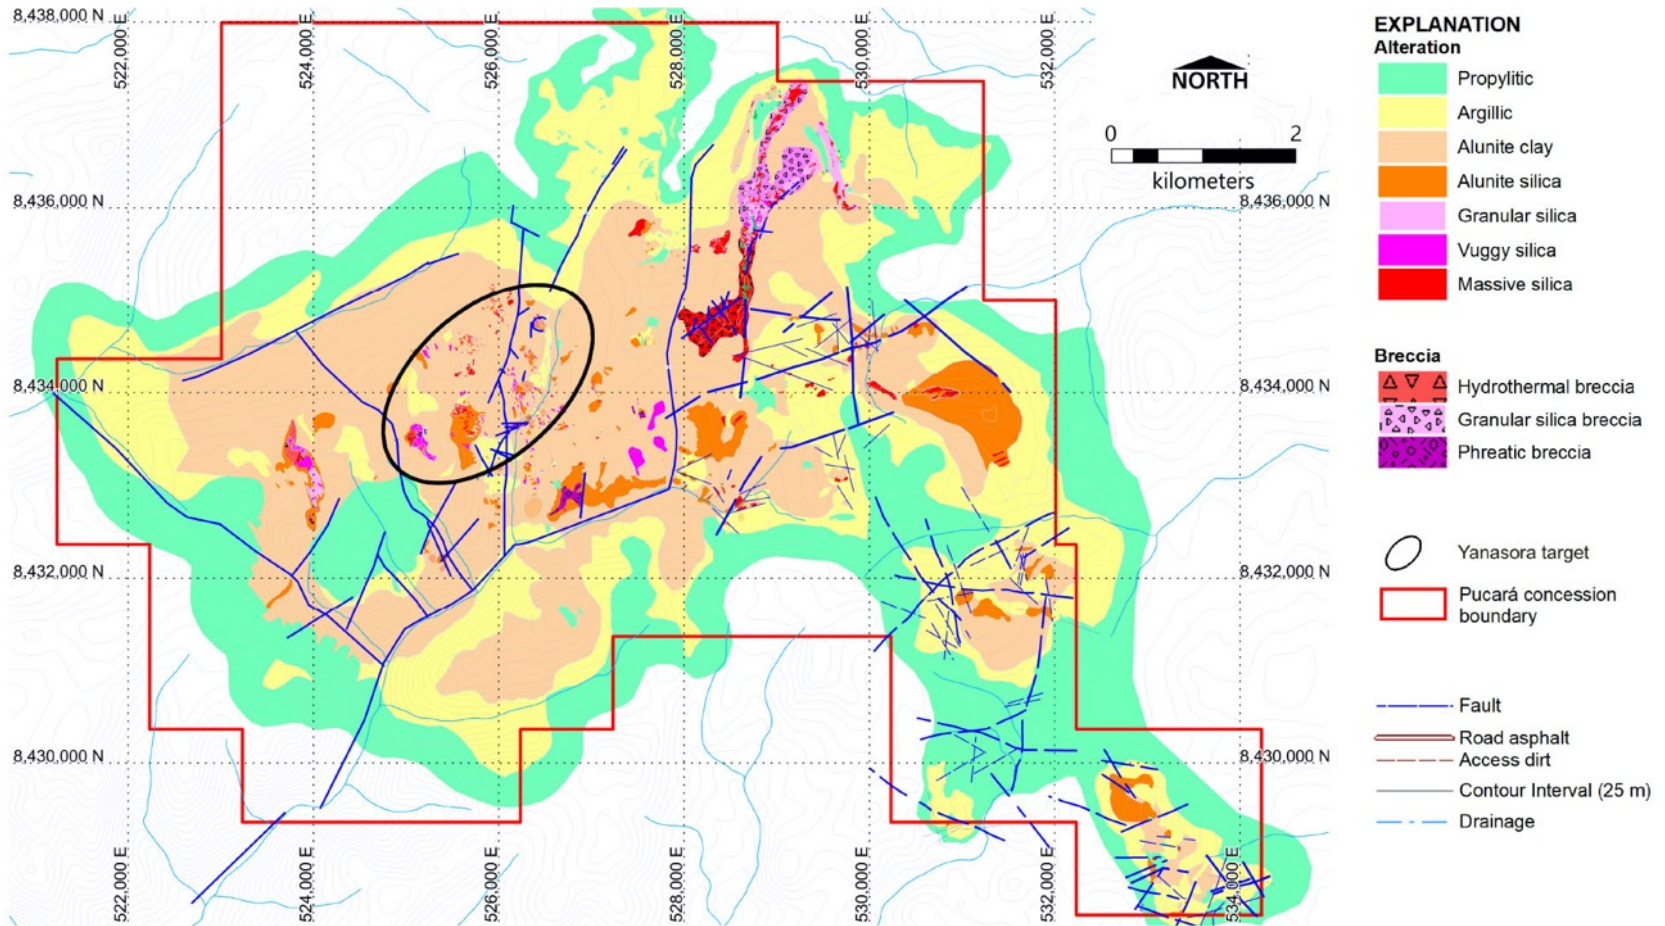 8,438,000 N
522,000 E
524,000 E
526,000 E
528,000 E
530,000 E
532,000 E
NORTH
0 2
kilometers
8,436,000 N
8,436,000 N
8,434,000 N
8,434,000 N
8,432,000 N
8,432,000 N
8,430,000 N
8,430,000 N
522,000 E
524,000 E
526,000 E
528,000 E
530,000 E
532,000 E
534,000 E
EXPLANATION
Alteration
Propylitic
Argillic
Alunite clay
Alunite silica
Granular silica
Vuggy silica
Massive silica
Breccia
Hydrothermal breccia
Granular silica breccia
Phreatic breccia
Yanasora target
Pucará concession
boundary
Fault
Road asphalt
Access dirt
Contour Interval (25 m)
Drainage